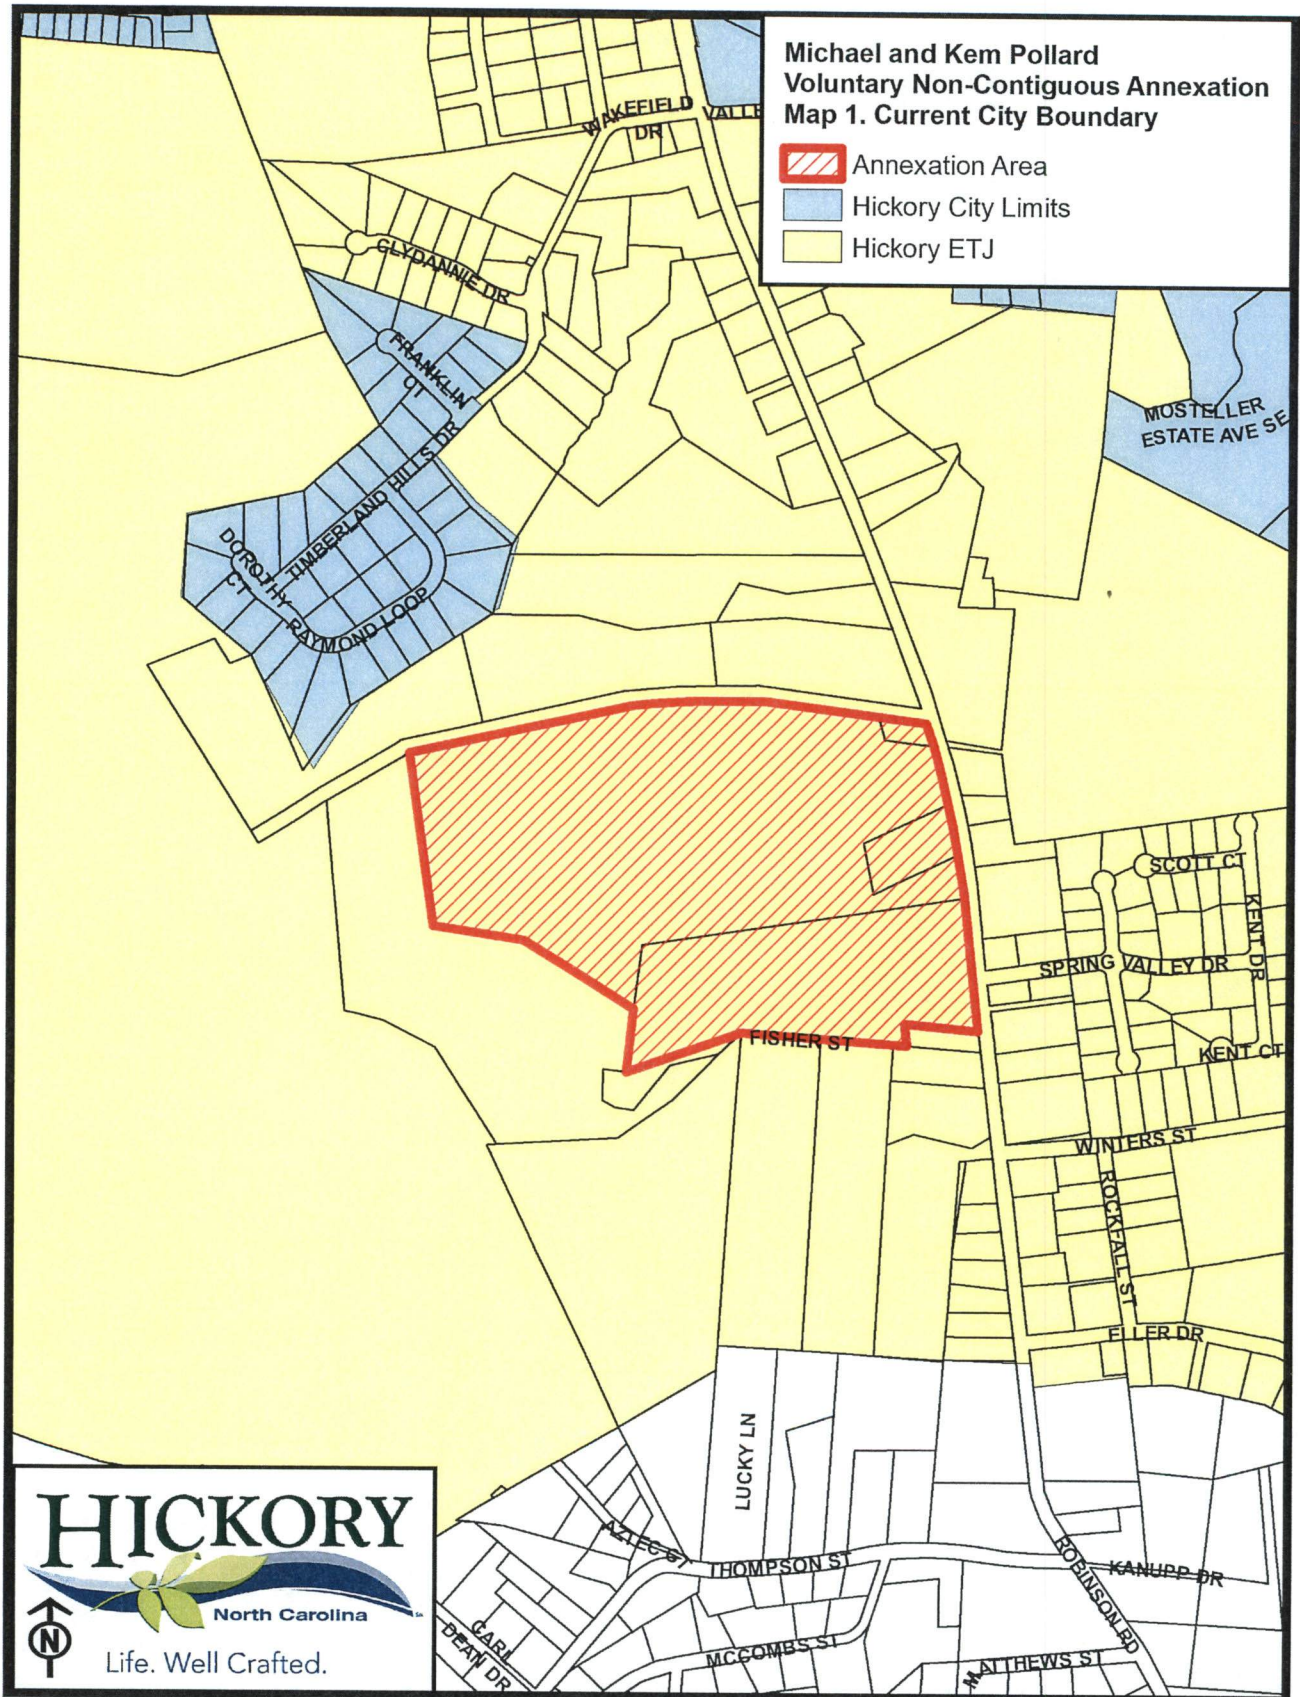 Michael and Kem Pollard
Voluntary Non-Contiguous Annexation
Map 1. Current City Boundary
Annexation Area
Hickory City Limits
Hickory ETJ
WAKEFIELD
DR
VALLE
CLYDANNIE DR
FRANKLIN
CT
MOSTELLER
ESTATE AVE SE
TIMBERLAND HILLS DR
DOROTHY
CT
RAYMOND LOOP
SCOTT CT
KENT DR
SPRING VALLEY DR
FISHER ST
KENT CT
WINTERS ST
ROCKFALL ST
ELLER DR
LUCKY LN
AZTEC
THOMPSON ST
ROBINSON RD
KANUPP DR
CARL
DEAN DR
MCCOMBS ST
MATTHEWS ST
HICKORY
North Carolina
N
Life. Well Crafted.